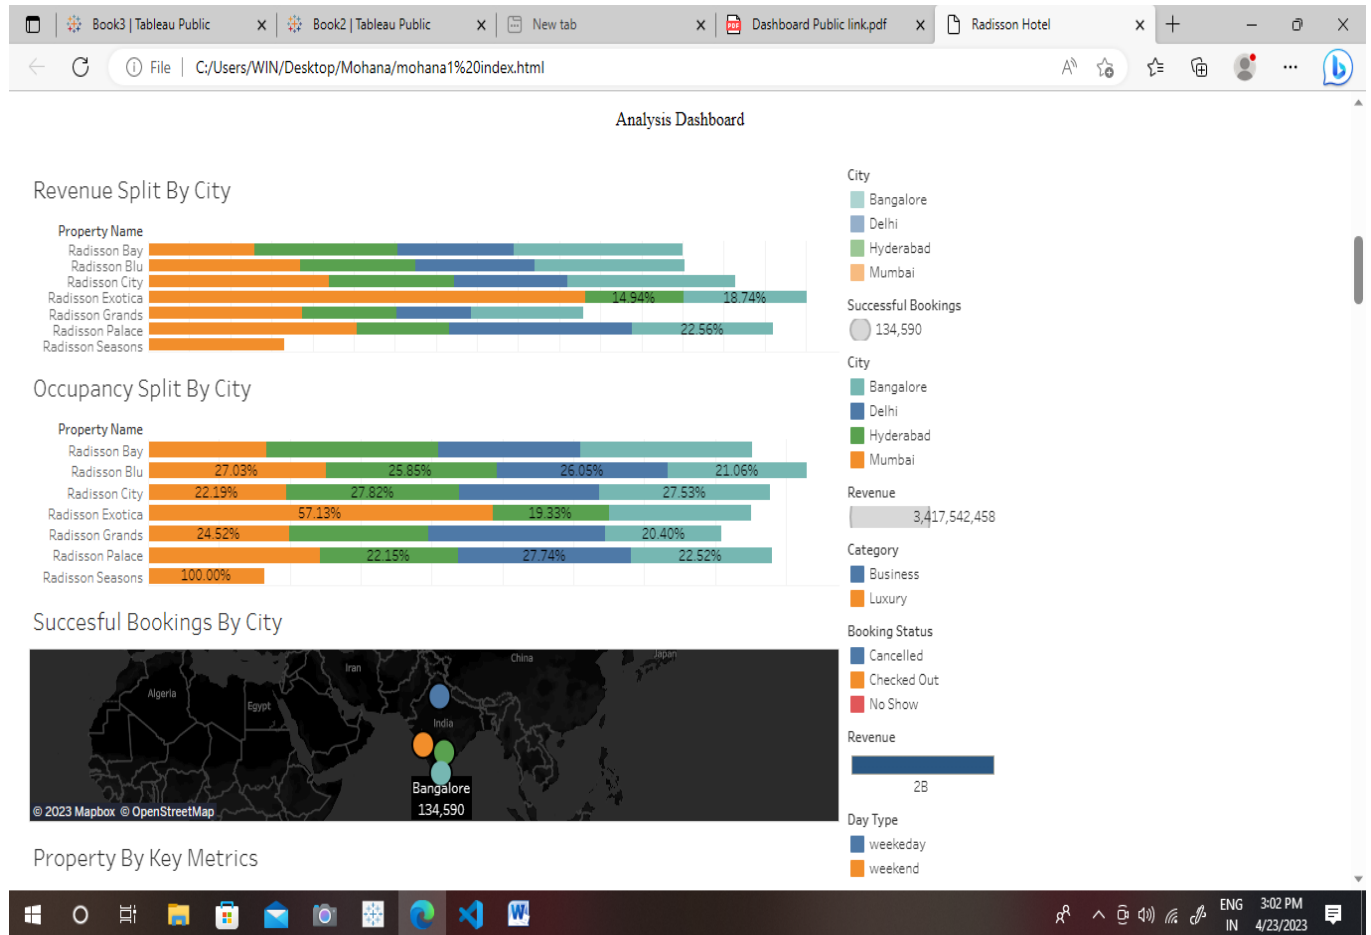 Book3 | Tableau Public
Book2 | Tableau Public
New tab
PDF
Dashboard Public link.pdf
Radisson Hotel
File
C:/Users/WIN/Desktop/Mohana/mohana1%20index.html
Analysis Dashboard
Revenue Split By City
Property Name
Radisson Bay
Radisson Blu
Radisson City
Radisson Exotica 14.94% 18.74%
Radisson Grands
Radisson Palace 22.56%
Radisson Seasons
Occupancy Split By City
Property Name
Radisson Bay
Radisson Blu 27.03% 25.85% 26.05% 21.06%
Radisson City 22.19% 27.82% 27.53%
Radisson Exotica 57.13% 19.33%
Radisson Grands 24.52% 20.40%
Radisson Palace 22.15% 27.74% 22.52%
Radisson Seasons 100.00%
Succesful Bookings By City
Algeria
Egypt
Iran
China
Japan
India
Bangalore
134,590
© 2023 Mapbox © OpenStreetMap
Property By Key Metrics
City
Bangalore
Delhi
Hyderabad
Mumbai
Successful Bookings
134,590
City
Bangalore
Delhi
Hyderabad
Mumbai
Revenue
3,417,542,458
Category
Business
Luxury
Booking Status
Cancelled
Checked Out
No Show
Revenue
2B
Day Type
weekeday
weekend
ENG
IN
3:02 PM
4/23/2023